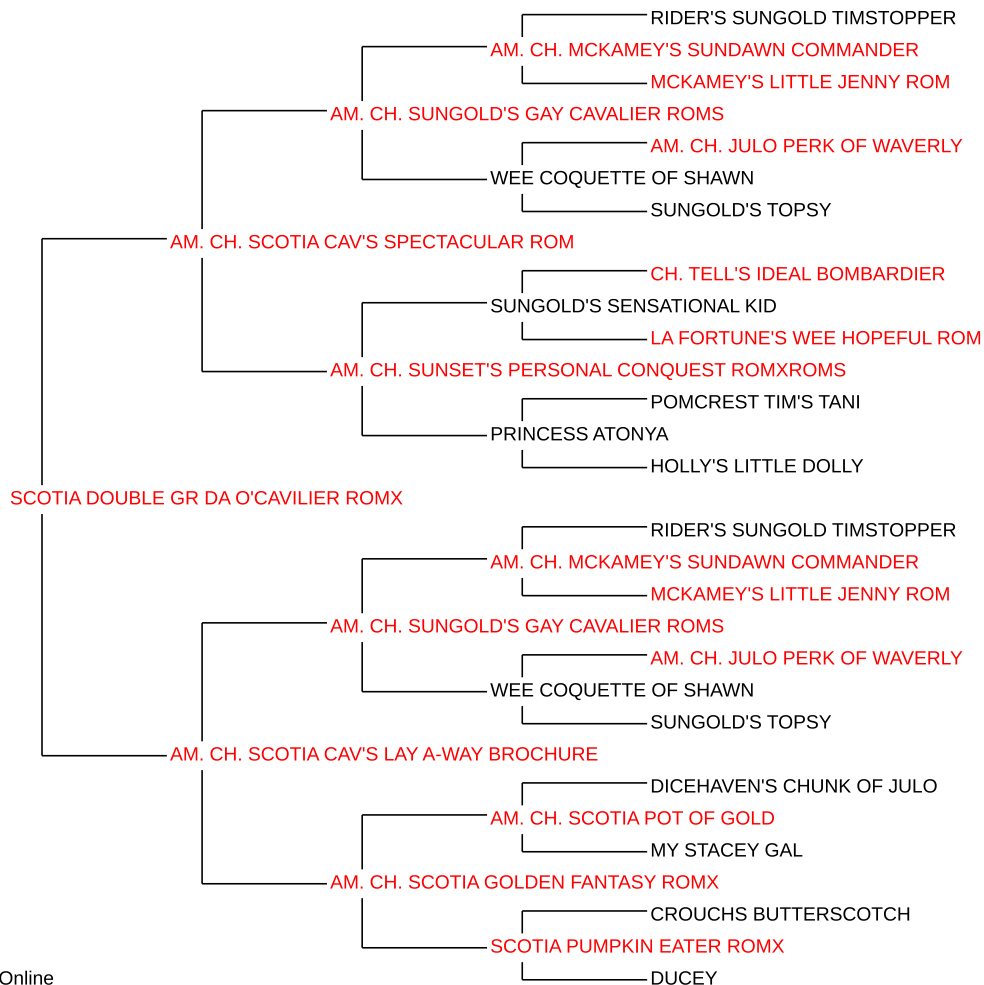 RIDER'S SUNGOLD TIMSTOPPER
AM. CH. MCKAMEY'S SUNDAWN COMMANDER
MCKAMEY'S LITTLE JENNY ROM
AM. CH. SUNGOLD'S GAY CAVALIER ROMS
AM. CH. JULO PERK OF WAVERLY
WEE COQUETTE OF SHAWN
SUNGOLD'S TOPSY
AM. CH. SCOTIA CAV'S SPECTACULAR ROM
CH. TELL'S IDEAL BOMBARDIER
SUNGOLD'S SENSATIONAL KID
LA FORTUNE'S WEE HOPEFUL ROM
AM. CH. SUNSET'S PERSONAL CONQUEST ROMXROMS
POMCREST TIM'S TANI
PRINCESS ATONYA
HOLLY'S LITTLE DOLLY
SCOTIA DOUBLE GR DA O'CAVILIER ROMX
RIDER'S SUNGOLD TIMSTOPPER
AM. CH. MCKAMEY'S SUNDAWN COMMANDER
MCKAMEY'S LITTLE JENNY ROM
AM. CH. SUNGOLD'S GAY CAVALIER ROMS
AM. CH. JULO PERK OF WAVERLY
WEE COQUETTE OF SHAWN
SUNGOLD'S TOPSY
AM. CH. SCOTIA CAV'S LAY A-WAY BROCHURE
DICEHAVEN'S CHUNK OF JULO
AM. CH. SCOTIA POT OF GOLD
MY STACEY GAL
AM. CH. SCOTIA GOLDEN FANTASY ROMX
CROUCHS BUTTERSCOTCH
SCOTIA PUMPKIN EATER ROMX
DUCEY
Online